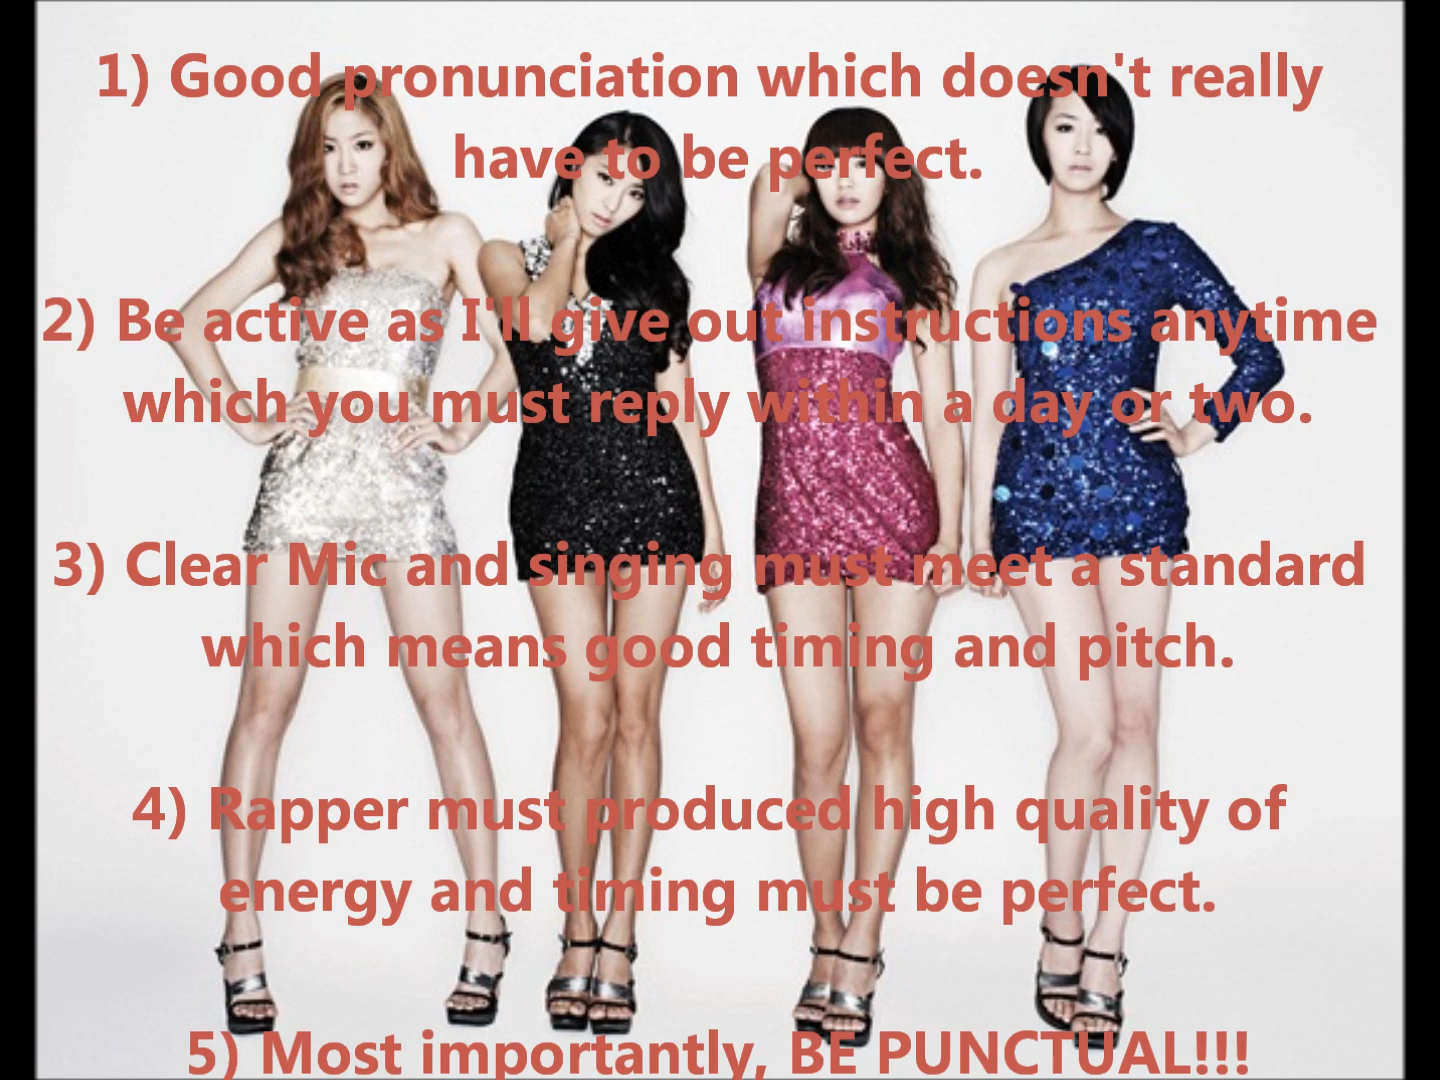 1) Good pronunciation which doesn't really
have to be perfect.
2) Be active as I'll give out instructions anytime
which you must reply within a day or two.
3) Clear Mic and singing must meet a standard
which means good timing and pitch.
4) Rapper must produced high quality of
energy and timing must be perfect.
5) Most importantly, BE PUNCTUAL!!!